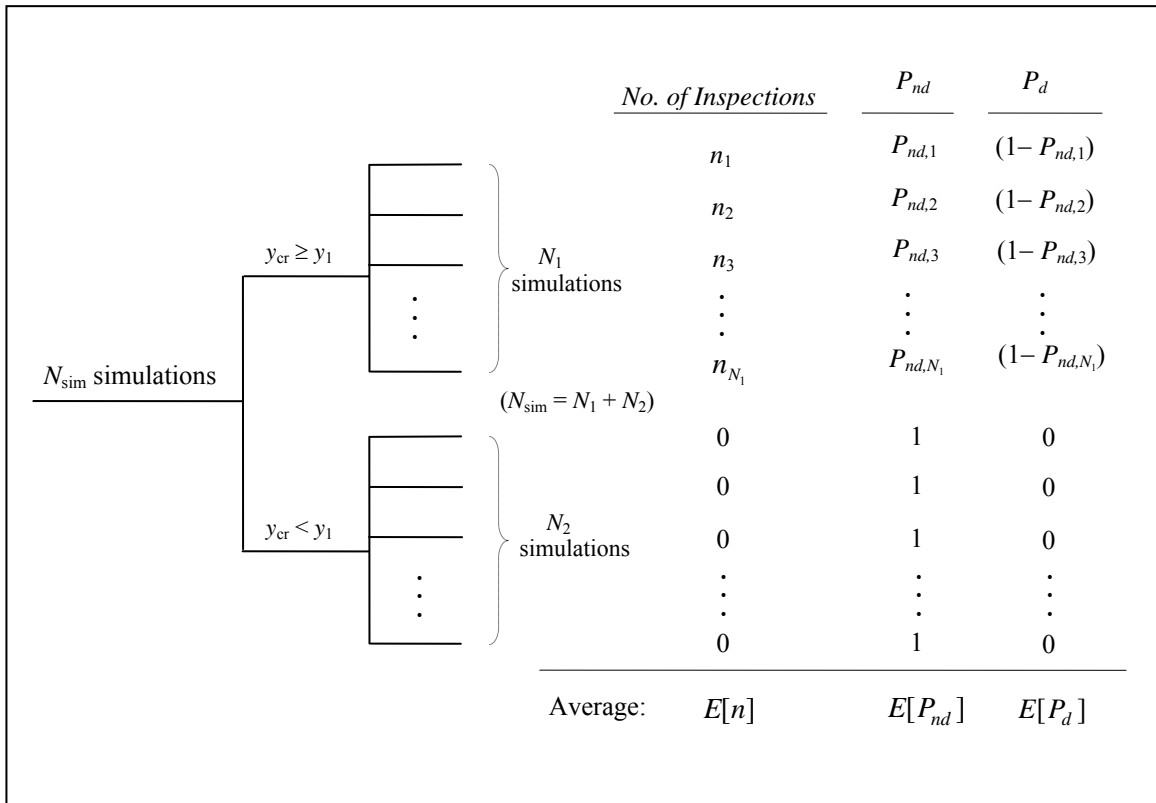 No. of Inspections P_nd P_d
n_1 P_nd,1 (1– P_nd,1)
n_2 P_nd,2 (1– P_nd,2)
y_cr ≥ y_1
N_1
simulations
n_3 P_nd,3 (1– P_nd,3)
n_N_1 P_nd,N_1 (1– P_nd,N_1)
N_sim simulations
(N_sim = N_1 + N_2)
0 1 0
0 1 0
y_cr < y_1
N_2
simulations
0 1 0
0 1 0
Average: E[n] E[P_nd] E[P_d]